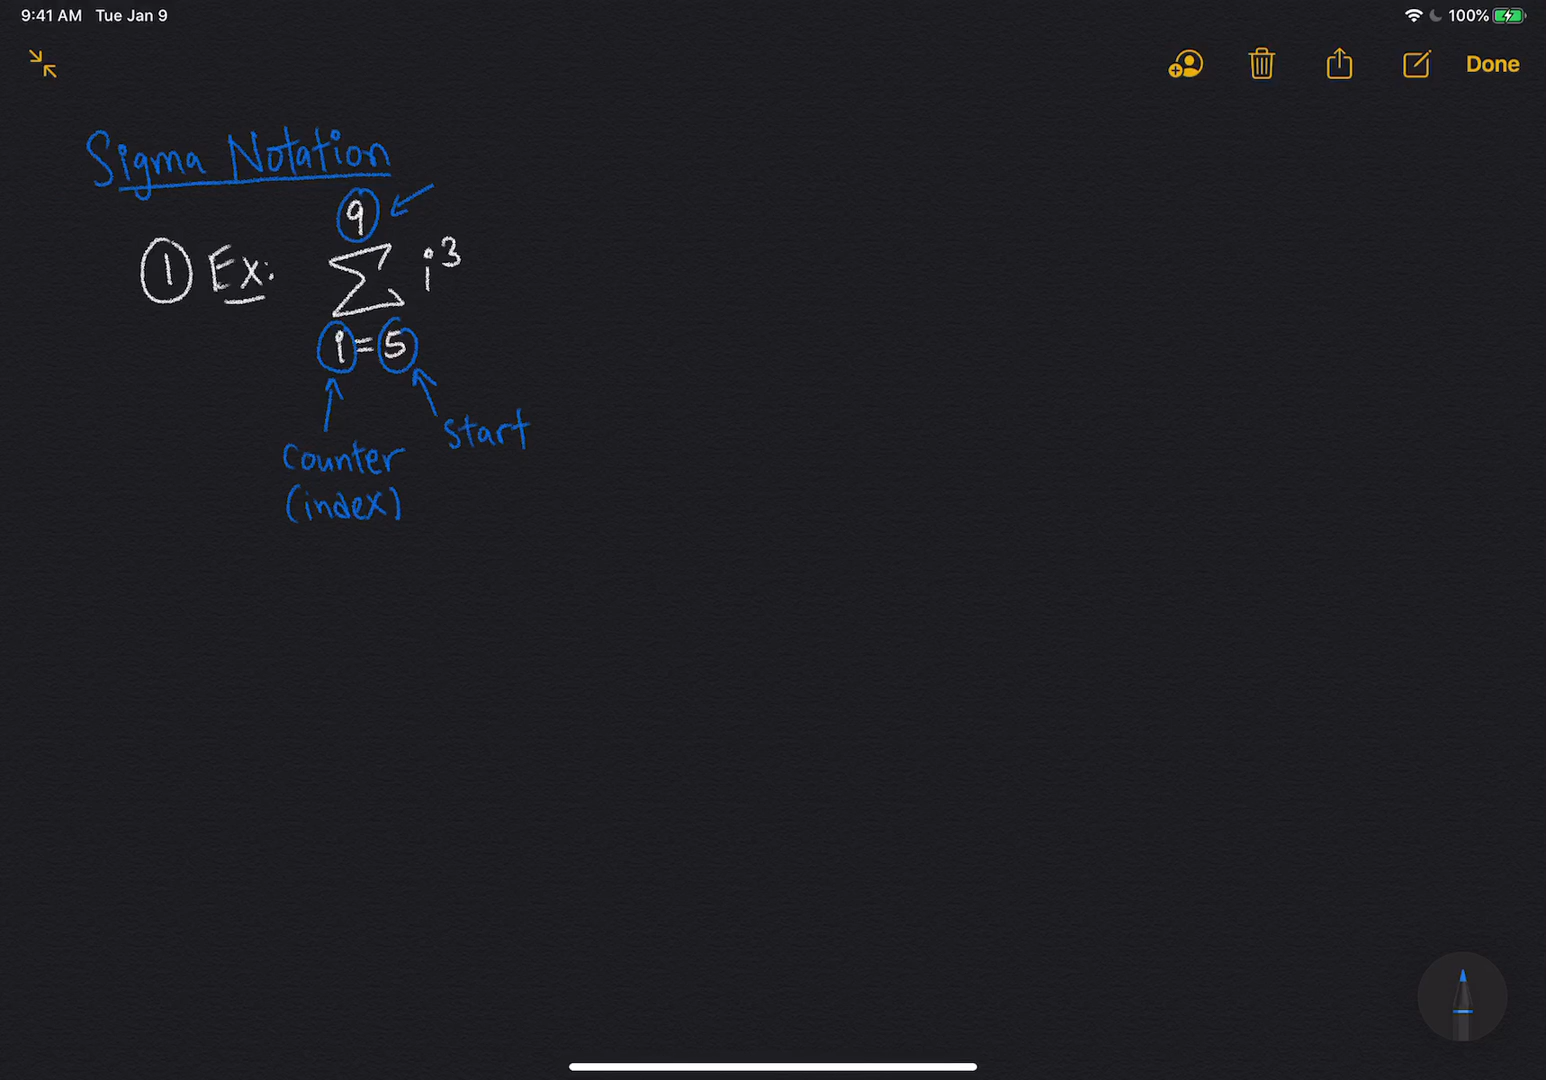 9:41 AM Tue Jan 9
100%
Done
Sigma Notation
9
① Ex: ∑ i³
i=5
start
Counter
(index)